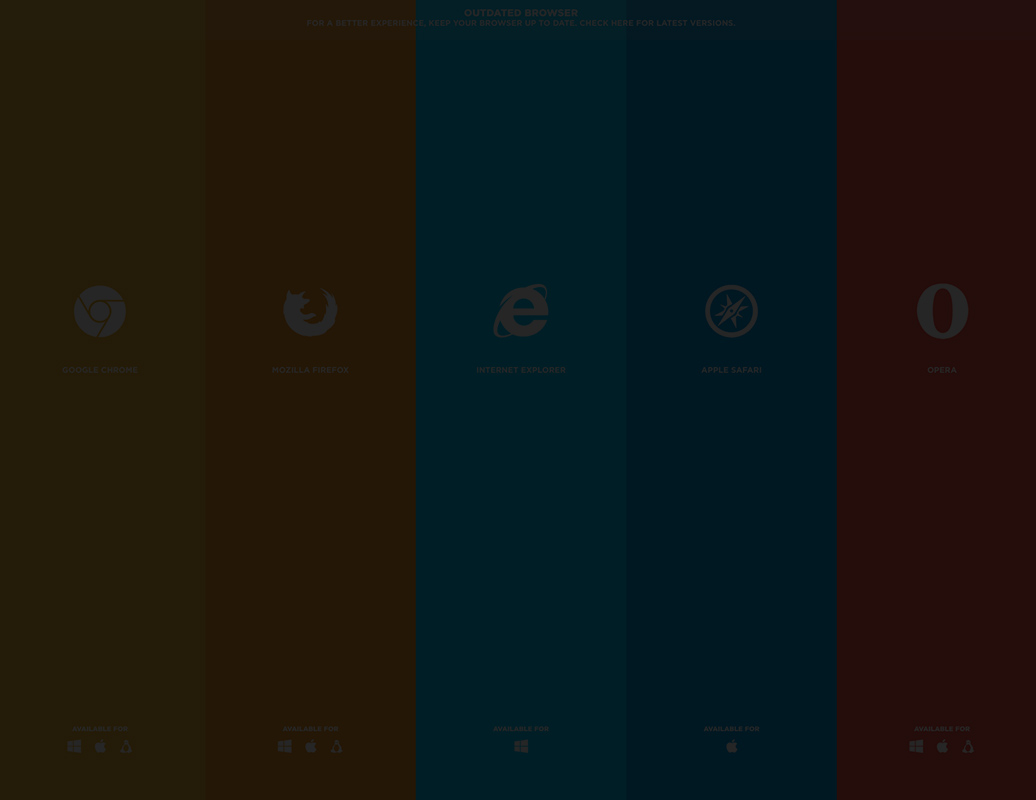 OUTDATED BROWSER
FOR A BETTER EXPERIENCE, KEEP YOUR BROWSER UP TO DATE. CHECK HERE FOR LATEST VERSIONS.
GOOGLE CHROME
MOZILLA FIREFOX
INTERNET EXPLORER
APPLE SAFARI
OPERA
AVAILABLE FOR
AVAILABLE FOR
AVAILABLE FOR
AVAILABLE FOR
AVAILABLE FOR